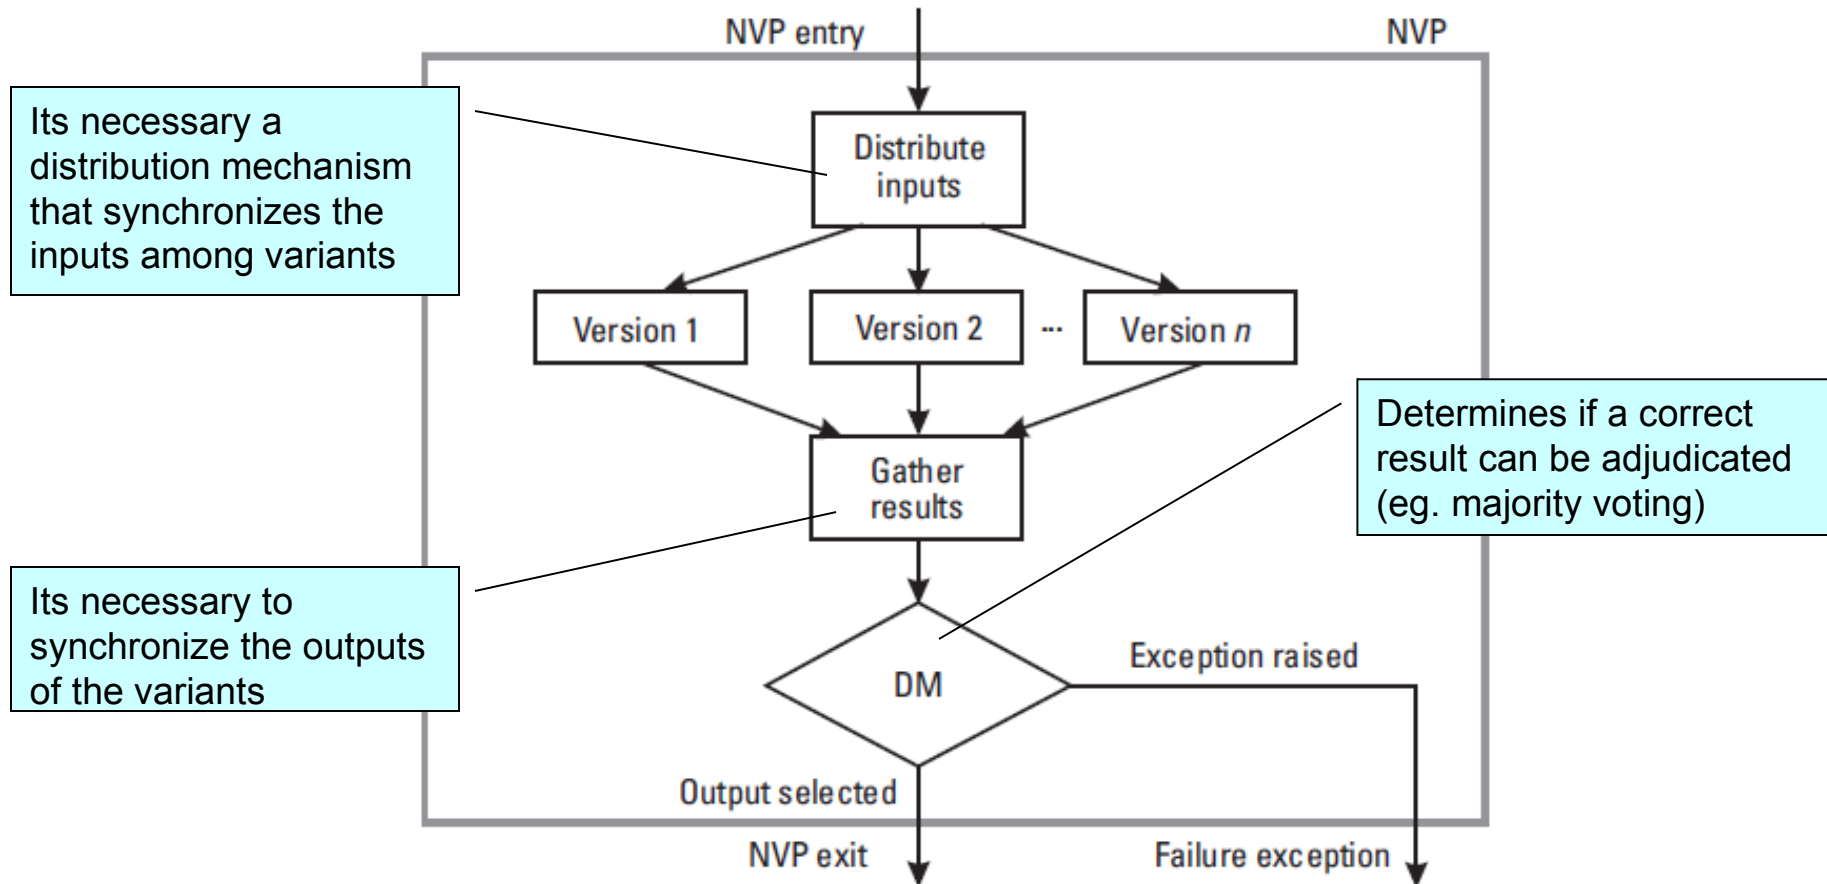 NVP entry
NVP
Its necessary a
distribution mechanism
that synchronizes the
inputs among variants
Distribute
inputs
Version 1
Version 2
...
Version n
Determines if a correct
result can be adjudicated
(eg. majority voting)
Gather
results
Its necessary to
synchronize the outputs
of the variants
DM
Exception raised
Output selected
NVP exit
Failure exception